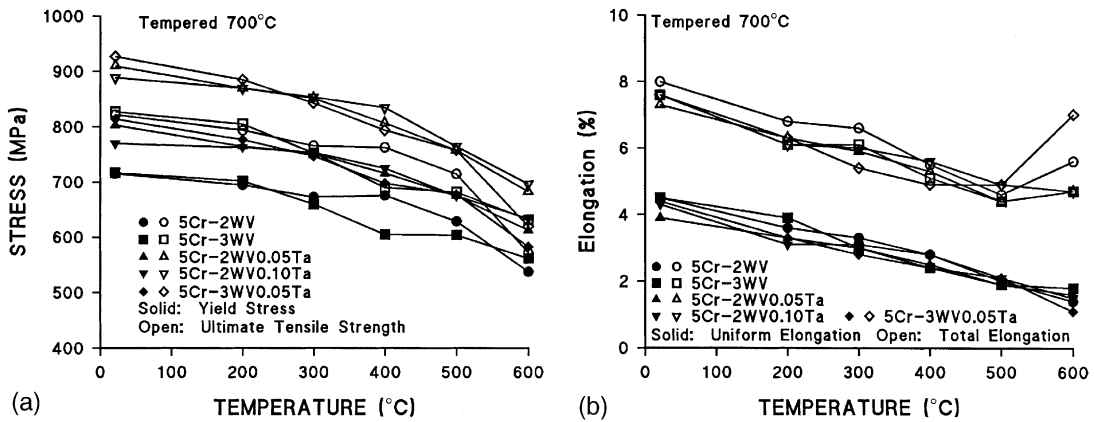 1000
900
800
700
600
500
400
STRESS (MPa)
Tempered 700°C
5Cr-2WV
5Cr-3WV
5Cr-2WV0.05Ta
5Cr-2WV0.10Ta
5Cr-3WV0.05Ta
Solid: Yield Stress
Open: Ultimate Tensile Strength
0 100 200 300 400 500 600
(a) TEMPERATURE (°C)
10
8
6
4
2
0
Elongation (%)
Tempered 700°C
5Cr-2WV
5Cr-3WV
5Cr-2WV0.05Ta
5Cr-2WV0.10Ta 5Cr-3WV0.05Ta
Solid: Uniform Elongation Open: Total Elongation
0 100 200 300 400 500 600
(b) TEMPERATURE (°C)